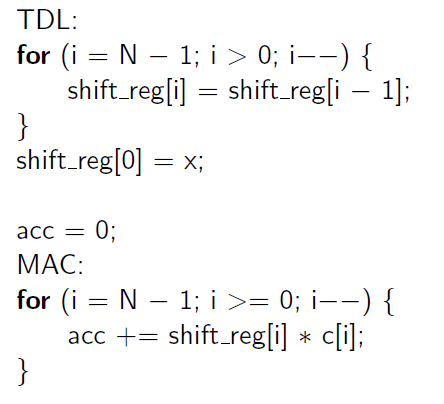 TDL:
for (i = N − 1; i > 0; i−−) {
shift_reg[i] = shift_reg[i − 1];
}
shift_reg[0] = x;
acc = 0;
MAC:
for (i = N − 1; i >= 0; i−−) {
acc += shift_reg[i] ∗ c[i];
}